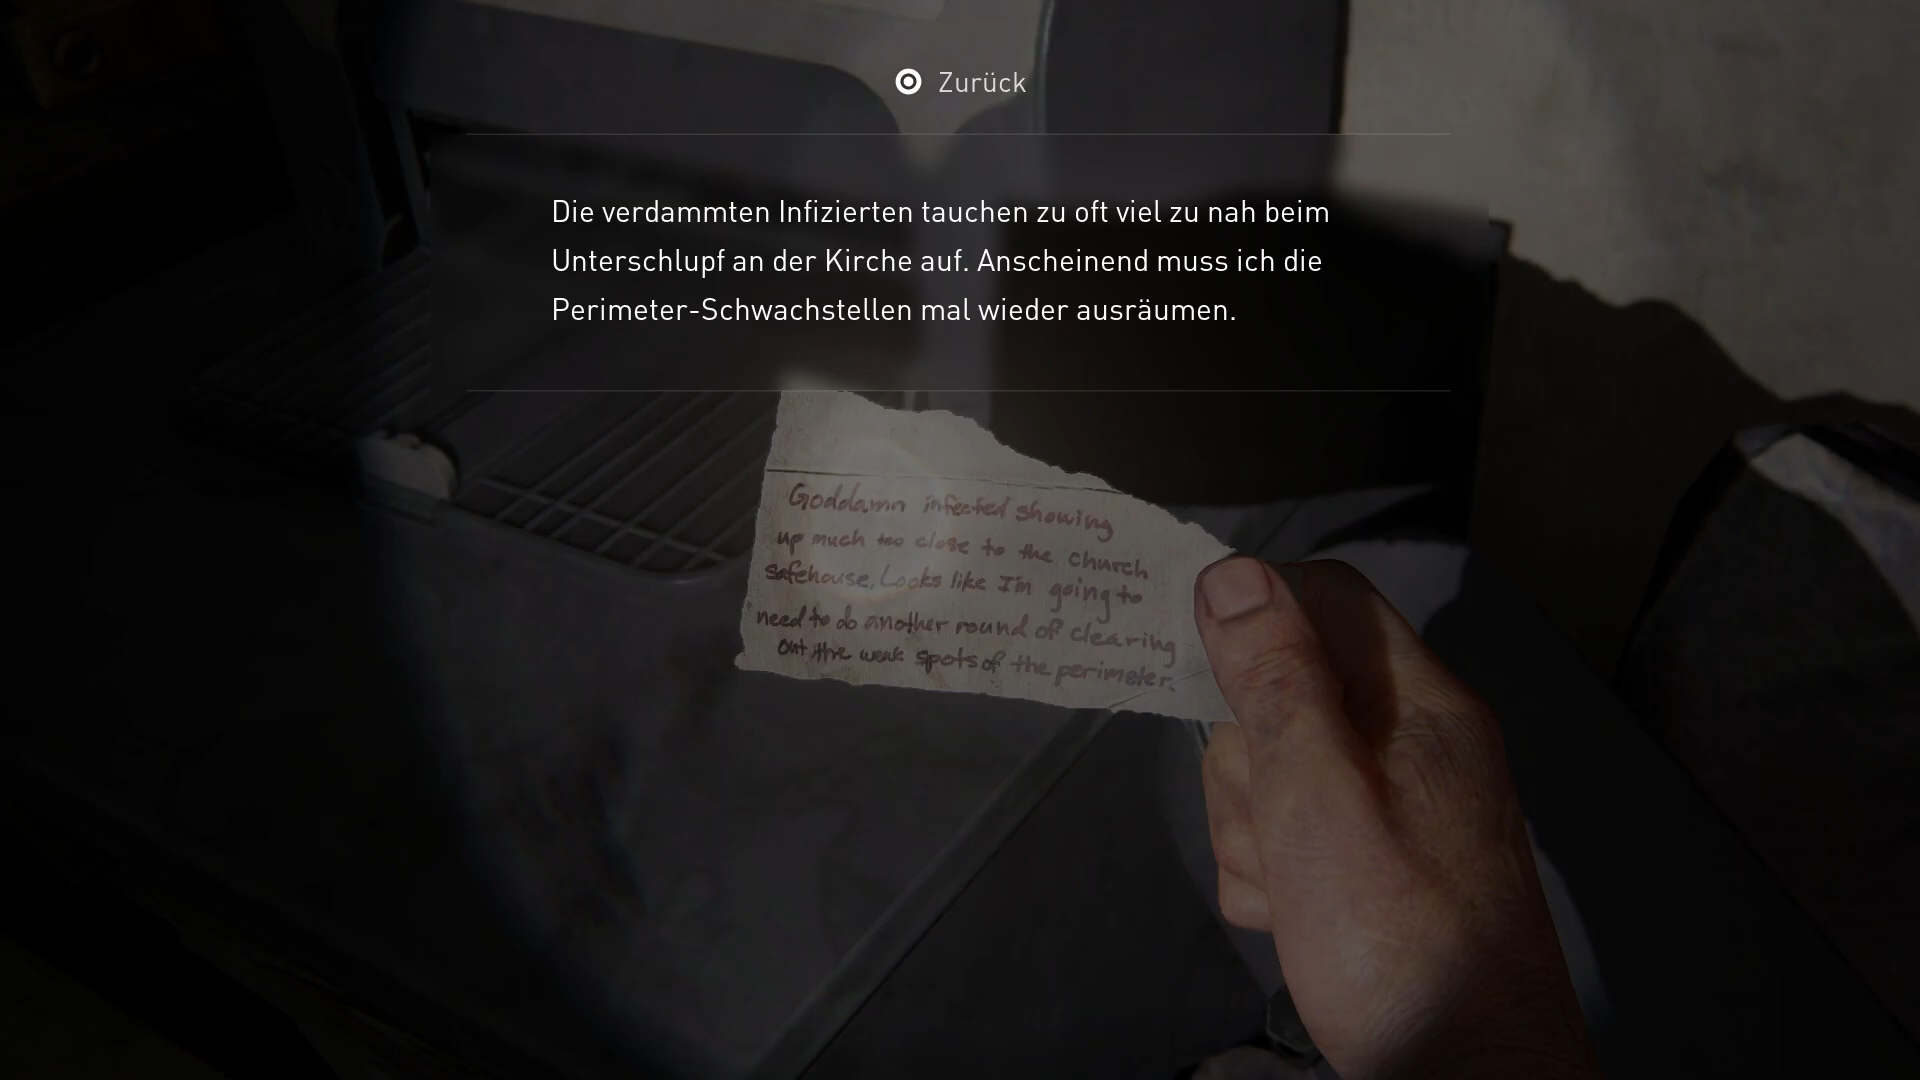 Zurück
Die verdammten Infizierten tauchen zu oft viel zu nah beim
Unterschlupf an der Kirche auf. Anscheinend muss ich die
Perimeter-Schwachstellen mal wieder ausräumen.
Goddamn infected showing
up much too close to the church
safehouse. Looks like I'm going to
need to do another round of clearing
out the weak spots of the perimeter.